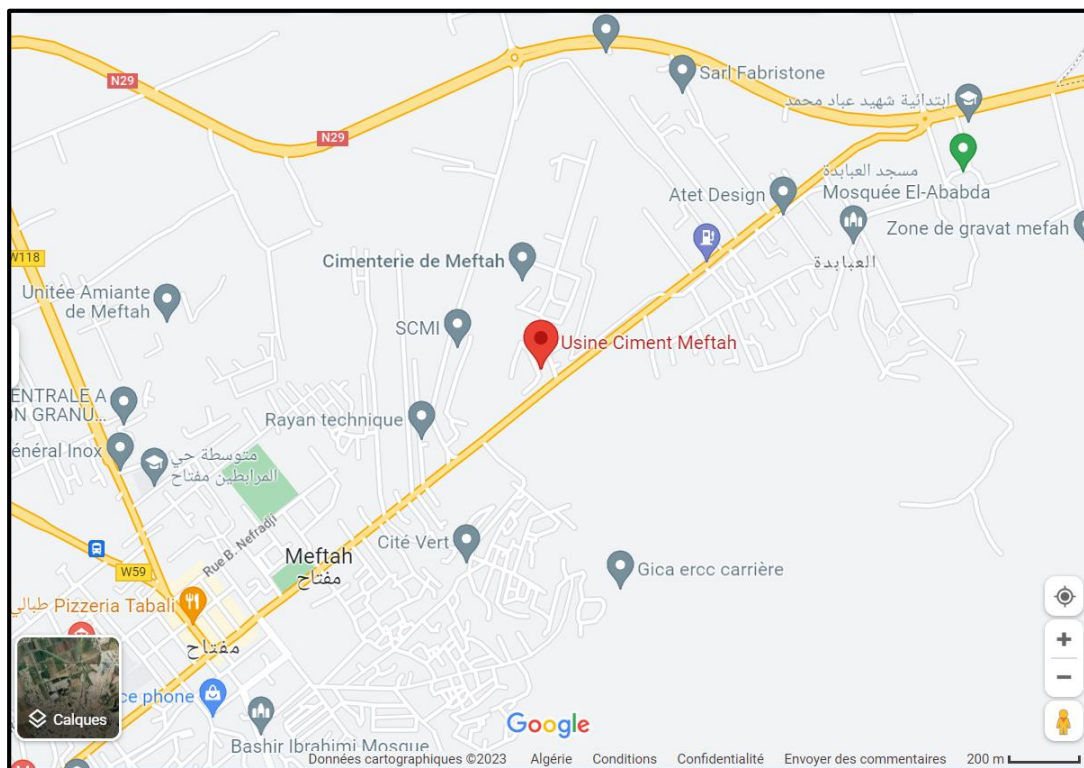 N29
Sarl Fabristone
ابتدائية شهيد عباد محمد
N29
مسجد العبابدة
Mosquée El-Ababda
Atet Design
Zone de gravat mefah
W118
Cimenterie de Meftah
العبابدة
Unitée Amiante
de Meftah
SCMI
Usine Ciment Meftah
ENTRALE A
N GRANU...
Rayan technique
énéral Inox
متوسطة حي
المرابطين مفتاح
Rue B. Nefradji
Cité Vert
Meftah
مفتاح
Gica ercc carrière
W59
Pizzeria Tabali
طبالي
مفتاح
ce phone
Calques
Google
Bashir Ibrahimi Mosque
Données cartographiques ©2023 Algérie Conditions Confidentialité Envoyer des commentaires 200 m